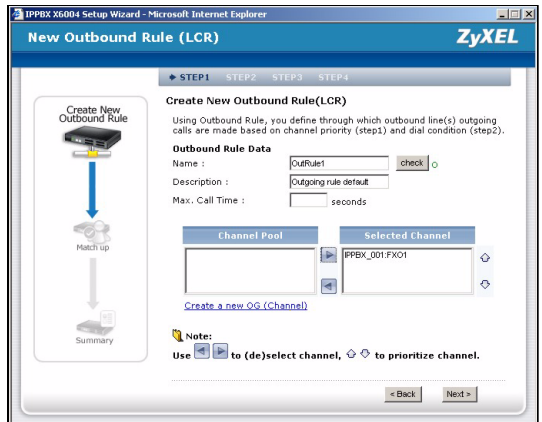 IPPBX X6004 Setup Wizard - Microsoft Internet Explorer
New Outbound Rule (LCR)
ZyXEL
STEP1 STEP2 STEP3 STEP4
Create New
Outbound Rule
Match up
Summary
Create New Outbound Rule(LCR)
Using Outbound Rule, you define through which outbound line(s) outgoing
calls are made based on channel priority (step1) and dial condition (step2).
Outbound Rule Data
Name : OutRule1 check
Description : Outgoing rule default
Max. Call Time : seconds
Channel Pool Selected Channel
IPPBX_001:FXO1
Create a new OG (Channel)
Note:
Use to (de)select channel, to prioritize channel.
< Back Next >